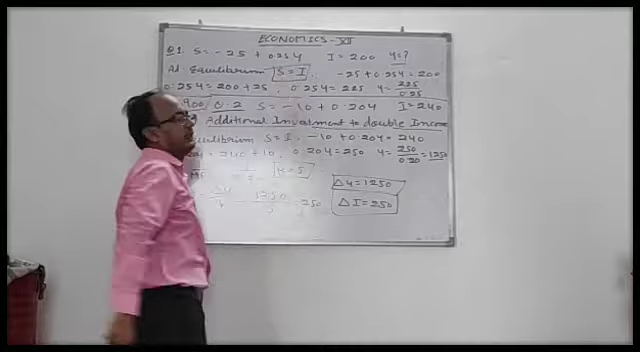 ECONOMICS - XII
Q.1. S = -25 + 0.25Y I = 200 Y = ?
At Equilibrium S = I . -25 + 0.25Y = 200
0.25Y = 200 + 25 , 0.25Y = 225 Y = 225/0.25
900 Q.2 S = -10 + 0.20Y I = 240
Additional Investment to double Income
Equilibrium S = I . -10 + 0.20Y = 240
= 240 + 10 , 0.20Y = 250 Y = 250/0.20 = 1250
K = 5
ΔY = 1250
1250 = 250
ΔI = 250